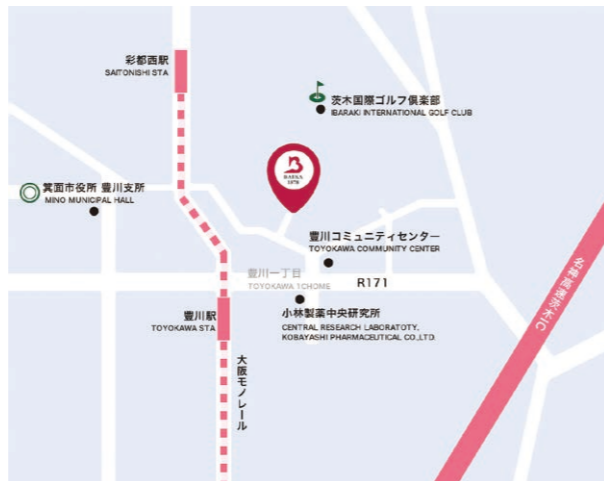 彩都西駅
SAITONISHI STA
茨木国際ゴルフ倶楽部
IBARAKI INTERNATIONAL GOLF CLUB
BAIKA
1878
箕面市役所 豊川支所
MINO MUNICIPAL HALL
豊川コミュニティセンター
TOYOKAWA COMMUNITY CENTER
豊川一丁目
TOYOKAWA 1CHOME
R171
小林製薬中央研究所
CENTRAL RESEARCH LABORATOTY,
KOBAYASHI PHARMACEUTICAL CO.,LTD.
豊川駅
TOYOKAWA STA
大阪モノレール
名神高速茨木IC